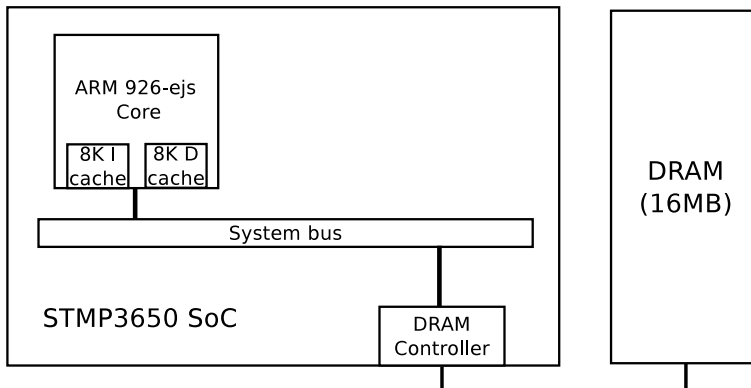 ARM 926-ejs
Core
8K I
cache
8K D
cache
System bus
STMP3650 SoC
DRAM
Controller
DRAM
(16MB)